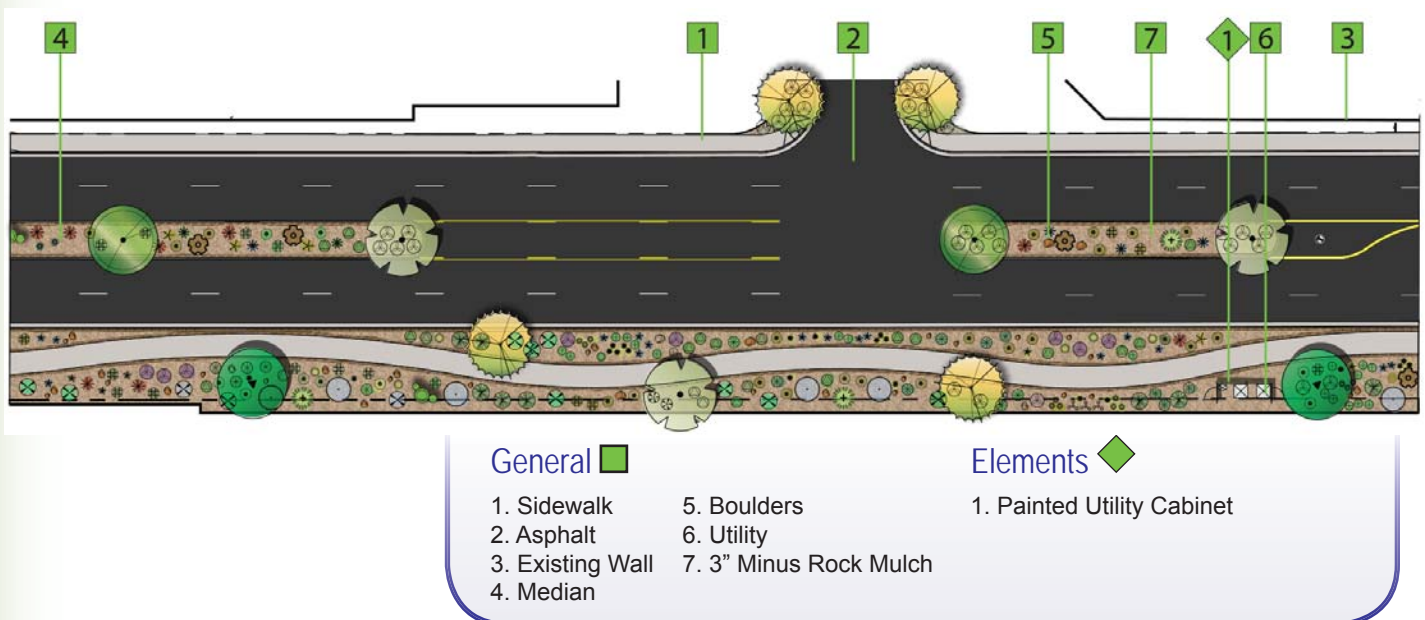 4 1 2 5 7 1 6 3
General
1. Sidewalk
2. Asphalt
3. Existing Wall
4. Median
5. Boulders
6. Utility
7. 3” Minus Rock Mulch
Elements
1. Painted Utility Cabinet